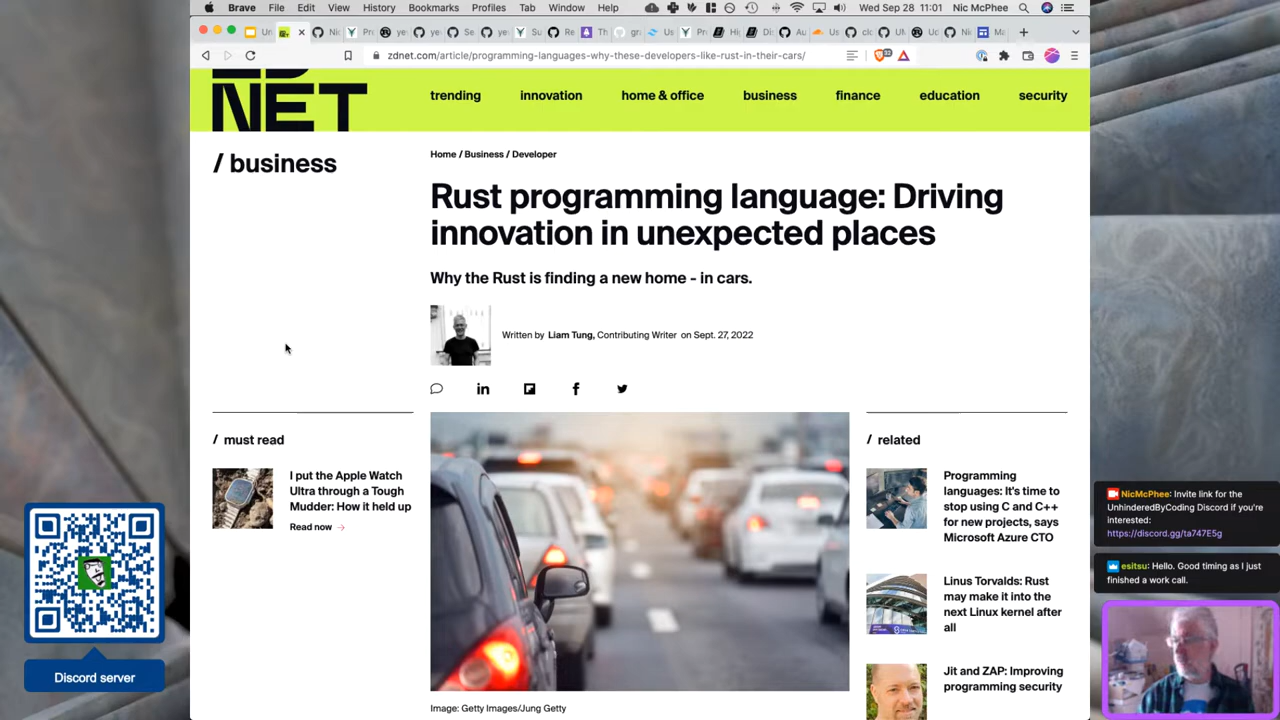 Brave File Edit View History Bookmarks Profiles Tab Window Help Wed Sep 28 11:01 Nic McPhee
zdnet.com/article/programming-languages-why-these-developers-like-rust-in-their-cars/
NET
trending innovation home & office business finance education security
/ business
Home / Business / Developer
Rust programming language: Driving
innovation in unexpected places
Why the Rust is finding a new home - in cars.
Written by Liam Tung, Contributing Writer on Sept. 27, 2022
/ must read
I put the Apple Watch
Ultra through a Tough
Mudder: How it held up
Read now →
Image: Getty Images/Jung Getty
/ related
Programming
languages: It's time to
stop using C and C++
for new projects, says
Microsoft Azure CTO
Linus Torvalds: Rust
may make it into the
next Linux kernel after
all
Jit and ZAP: Improving
programming security
NicMcPhee: Invite link for the
UnhinderedByCoding Discord if you're
interested:
https://discord.gg/ta747E5g
esitsu: Hello. Good timing as I just
finished a work call.
Discord server